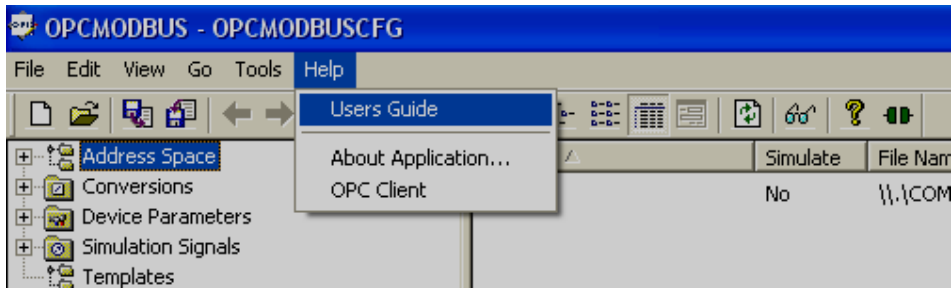 OPCMODBUS - OPCMODBUSCFG
File Edit View Go Tools Help
Users Guide
About Application...
OPC Client
Simulate File Nam
No \\.\COM
Address Space
Conversions
Device Parameters
Simulation Signals
Templates